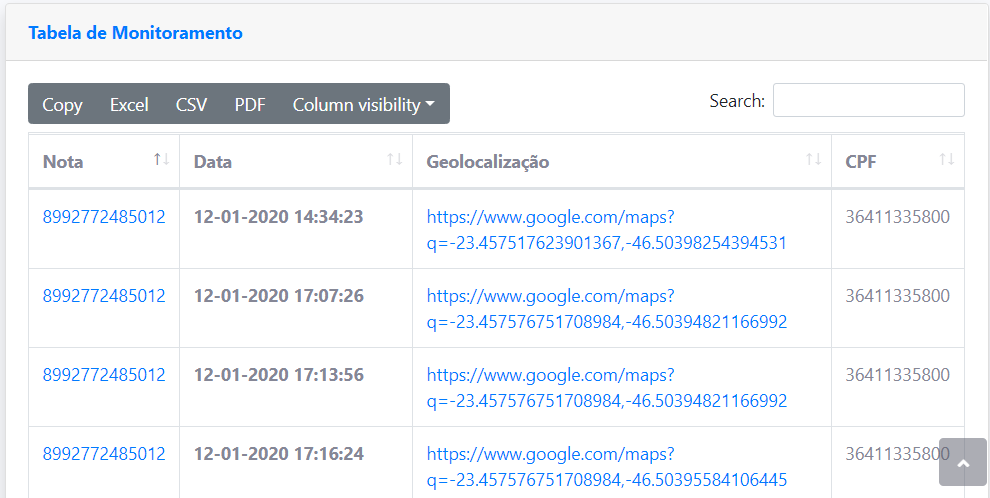 Tabela de Monitoramento
Copy Excel CSV PDF Column visibility
Search:
Nota Data Geolocalização CPF
8992772485012 12-01-2020 14:34:23 https://www.google.com/maps? 36411335800
q=-23.457517623901367,-46.50398254394531
8992772485012 12-01-2020 17:07:26 https://www.google.com/maps? 36411335800
q=-23.457576751708984,-46.50394821166992
8992772485012 12-01-2020 17:13:56 https://www.google.com/maps? 36411335800
q=-23.457576751708984,-46.50394821166992
8992772485012 12-01-2020 17:16:24 https://www.google.com/maps? 36411335800
q=-23.457576751708984,-46.50395584106445